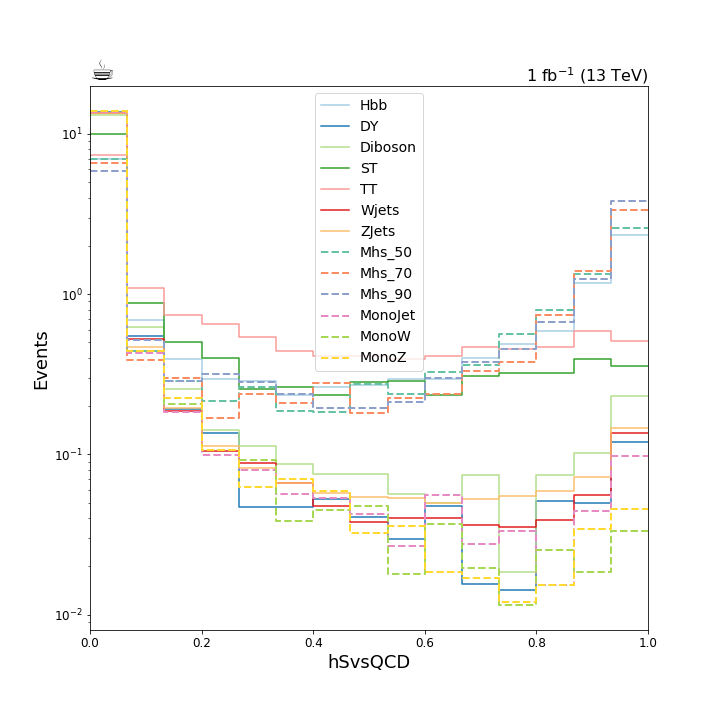 ☕ 1 fb⁻¹ (13 TeV)
Hbb
DY
Diboson
ST
TT
Wjets
ZJets
Mhs_50
Mhs_70
Mhs_90
MonoJet
MonoW
MonoZ
10¹
10⁰
10⁻¹
10⁻²
Events
0.0 0.2 0.4 0.6 0.8 1.0
hSvsQCD